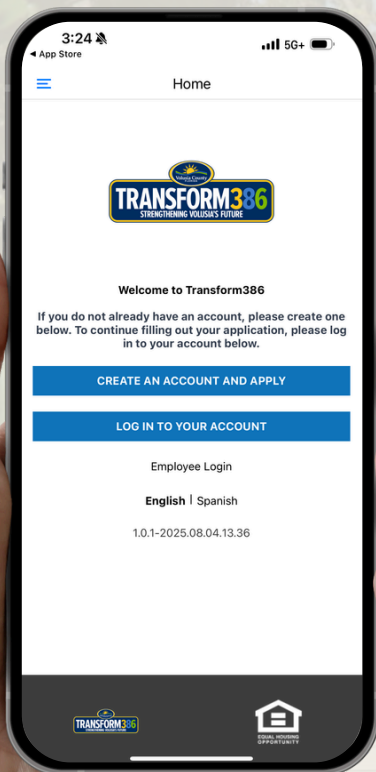 3:24
5G+
App Store
Home
Volusia County
TRANSFORM386
STRENGTHENING VOLUSIA'S FUTURE
Welcome to Transform386
If you do not already have an account, please create one
below. To continue filling out your application, please log
in to your account below.
CREATE AN ACCOUNT AND APPLY
LOG IN TO YOUR ACCOUNT
Employee Login
English | Spanish
1.0.1-2025.08.04.13.36
TRANSFORM386
STRENGTHENING VOLUSIA'S FUTURE
EQUAL HOUSING
OPPORTUNITY